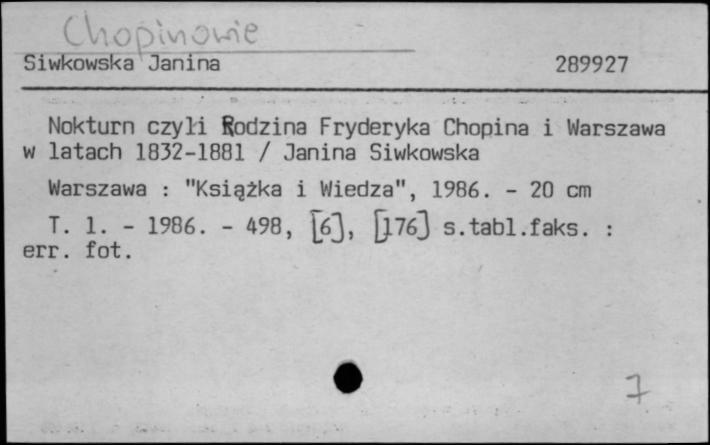 Chopinowie
Siwkowska Janina 289927
Nokturn czyli Rodzina Fryderyka Chopina i Warszawa
w latach 1832-1881 / Janina Siwkowska
Warszawa : "Książka i Wiedza", 1986. - 20 cm
T. 1. - 1986. - 498, [6], [176] s.tabl.faks. :
err. fot.
7